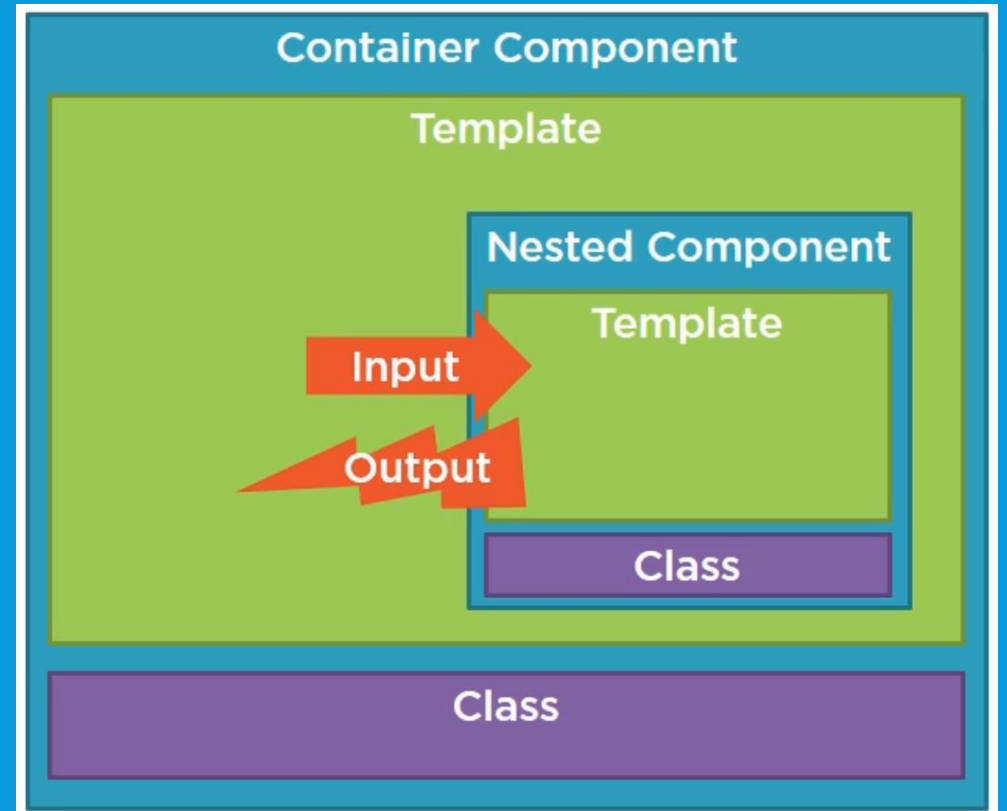 Container Component
Template
Nested Component
Template
Input
Output
Class
Class